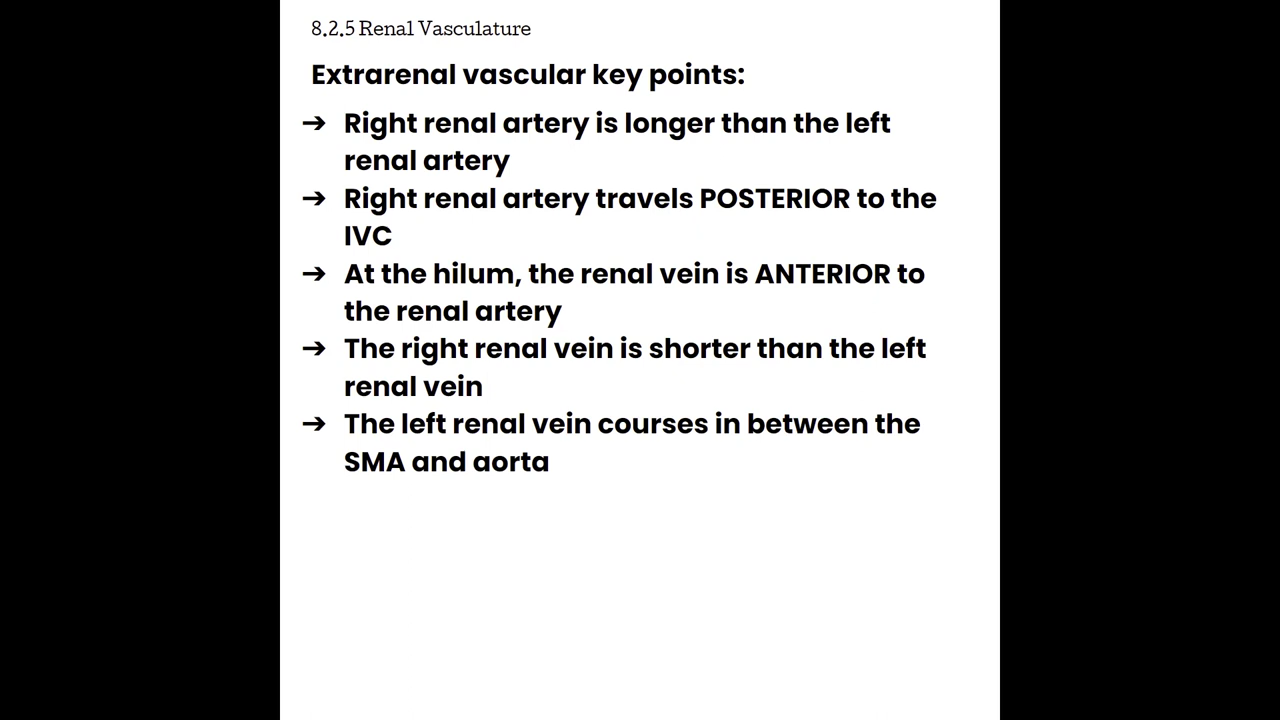 8.2.5 Renal Vasculature
Extrarenal vascular key points:
➔ Right renal artery is longer than the left
renal artery
➔ Right renal artery travels POSTERIOR to the
IVC
➔ At the hilum, the renal vein is ANTERIOR to
the renal artery
➔ The right renal vein is shorter than the left
renal vein
➔ The left renal vein courses in between the
SMA and aorta